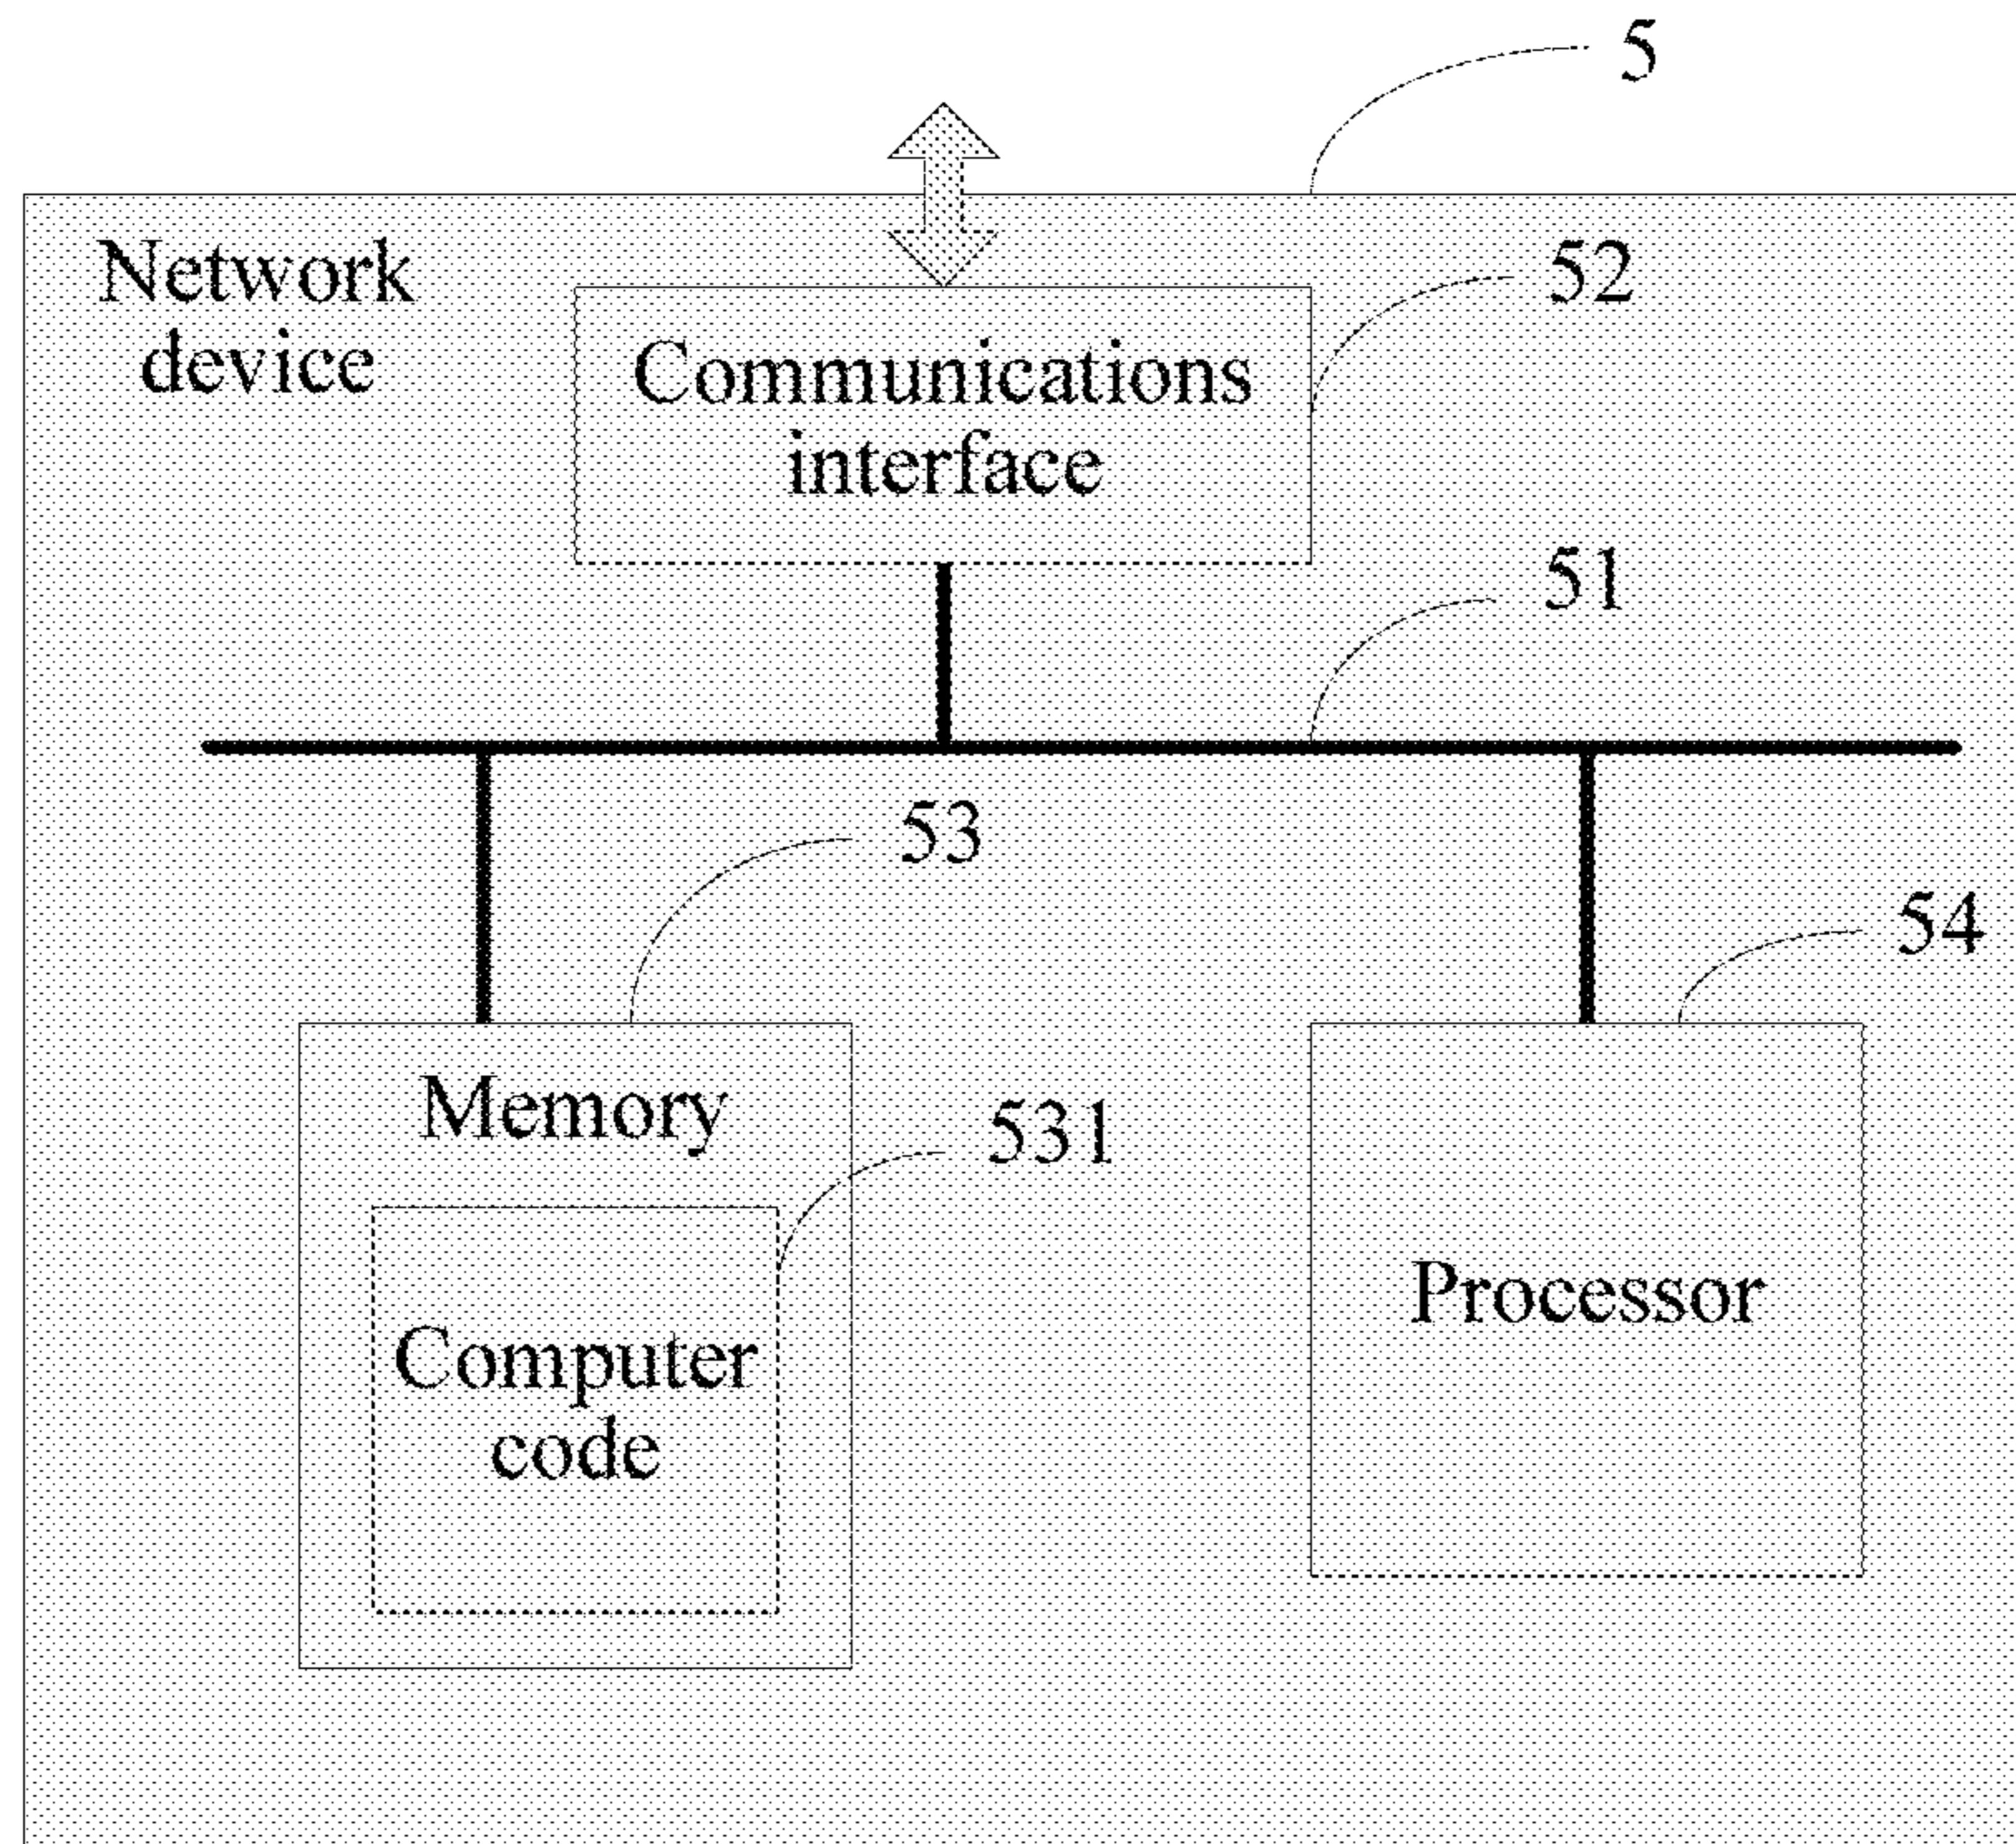 5
Network
device
52
Communications
interface
51
53
54
Memory
531
Processor
Computer
code